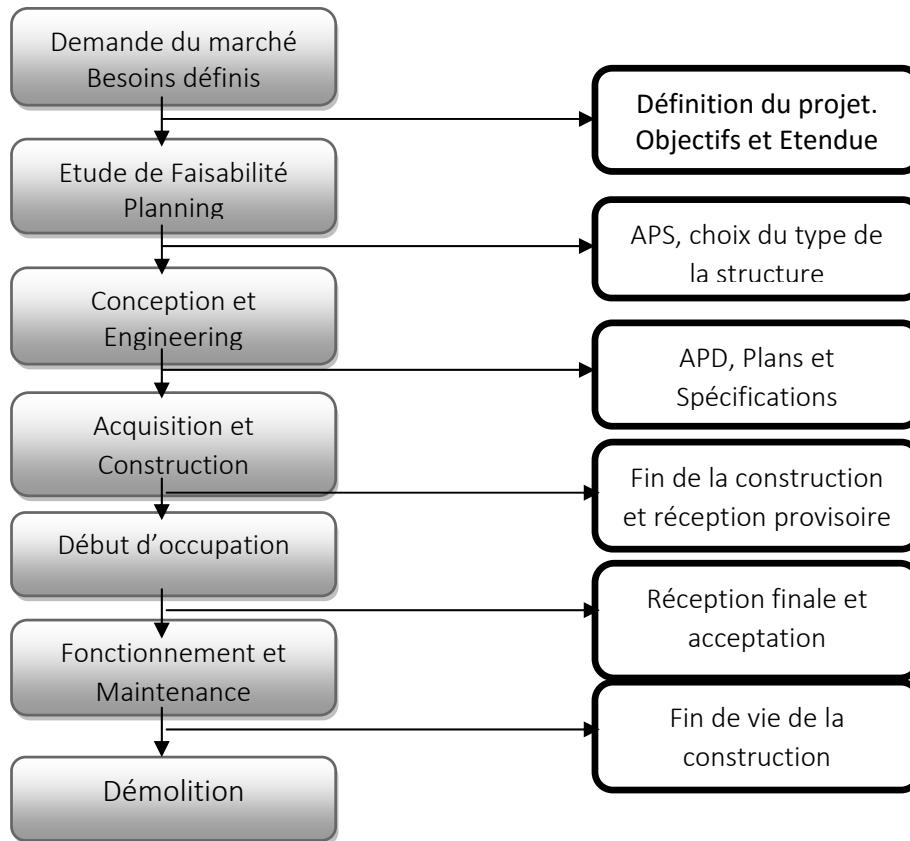 Demande du marché
Besoins définis
Définition du projet.
Objectifs et Etendue
Etude de Faisabilité
Planning
APS, choix du type de
la structure
Conception et
Engineering
APD, Plans et
Spécifications
Acquisition et
Construction
Fin de la construction
et réception provisoire
Début d’occupation
Réception finale et
acceptation
Fonctionnement et
Maintenance
Fin de vie de la
construction
Démolition